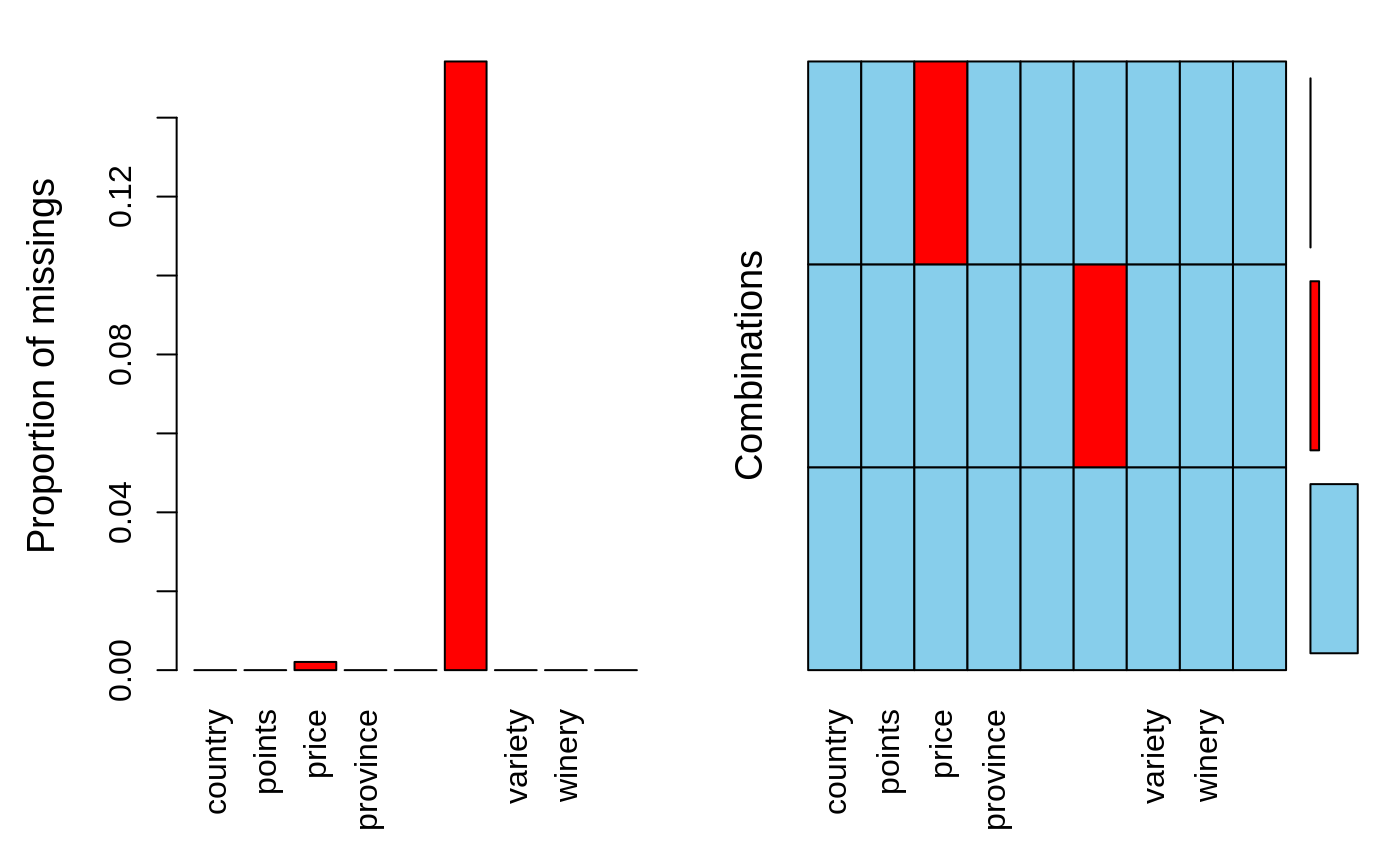 Proportion of missings
0.00
0.04
0.08
0.12
country
points
price
province
variety
winery
Combinations
country
points
price
province
variety
winery